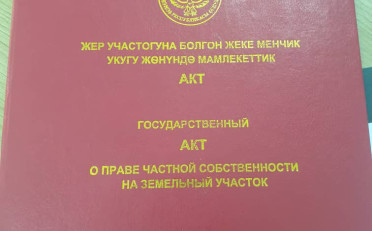 ЖЕР УЧАСТОГУНА БОЛГОН ЖЕКЕ МЕНЧИК
УКУГУ ЖӨНҮНДӨ МАМЛЕКЕТТИК
АКТ
ГОСУДАРСТВЕННЫЙ
АКТ
О ПРАВЕ ЧАСТНОЙ СОБСТВЕННОСТИ
НА ЗЕМЕЛЬНЫЙ УЧАСТОК